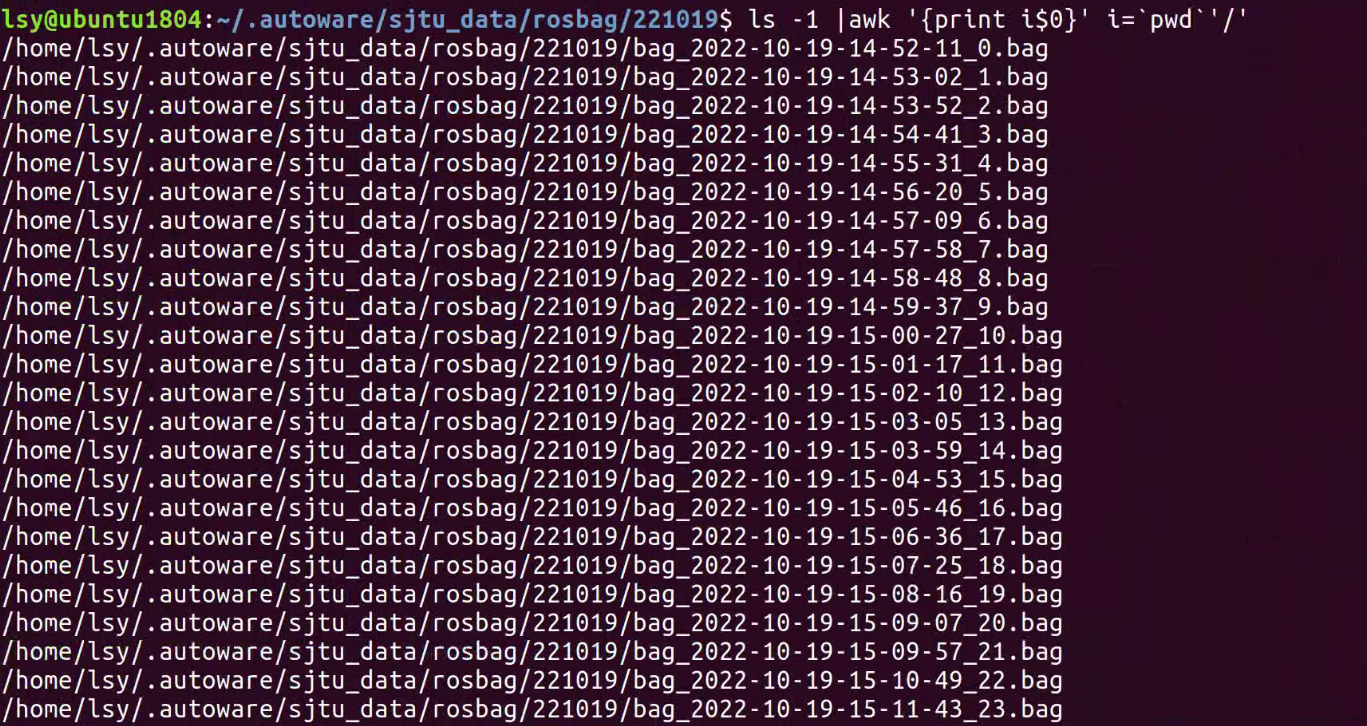 lsy@ubuntu1804:~/.autoware/sjtu_data/rosbag/221019$ ls -1 |awk '{print i$0}' i=`pwd`'/'
/home/lsy/.autoware/sjtu_data/rosbag/221019/bag_2022-10-19-14-52-11_0.bag
/home/lsy/.autoware/sjtu_data/rosbag/221019/bag_2022-10-19-14-53-02_1.bag
/home/lsy/.autoware/sjtu_data/rosbag/221019/bag_2022-10-19-14-53-52_2.bag
/home/lsy/.autoware/sjtu_data/rosbag/221019/bag_2022-10-19-14-54-41_3.bag
/home/lsy/.autoware/sjtu_data/rosbag/221019/bag_2022-10-19-14-55-31_4.bag
/home/lsy/.autoware/sjtu_data/rosbag/221019/bag_2022-10-19-14-56-20_5.bag
/home/lsy/.autoware/sjtu_data/rosbag/221019/bag_2022-10-19-14-57-09_6.bag
/home/lsy/.autoware/sjtu_data/rosbag/221019/bag_2022-10-19-14-57-58_7.bag
/home/lsy/.autoware/sjtu_data/rosbag/221019/bag_2022-10-19-14-58-48_8.bag
/home/lsy/.autoware/sjtu_data/rosbag/221019/bag_2022-10-19-14-59-37_9.bag
/home/lsy/.autoware/sjtu_data/rosbag/221019/bag_2022-10-19-15-00-27_10.bag
/home/lsy/.autoware/sjtu_data/rosbag/221019/bag_2022-10-19-15-01-17_11.bag
/home/lsy/.autoware/sjtu_data/rosbag/221019/bag_2022-10-19-15-02-10_12.bag
/home/lsy/.autoware/sjtu_data/rosbag/221019/bag_2022-10-19-15-03-05_13.bag
/home/lsy/.autoware/sjtu_data/rosbag/221019/bag_2022-10-19-15-03-59_14.bag
/home/lsy/.autoware/sjtu_data/rosbag/221019/bag_2022-10-19-15-04-53_15.bag
/home/lsy/.autoware/sjtu_data/rosbag/221019/bag_2022-10-19-15-05-46_16.bag
/home/lsy/.autoware/sjtu_data/rosbag/221019/bag_2022-10-19-15-06-36_17.bag
/home/lsy/.autoware/sjtu_data/rosbag/221019/bag_2022-10-19-15-07-25_18.bag
/home/lsy/.autoware/sjtu_data/rosbag/221019/bag_2022-10-19-15-08-16_19.bag
/home/lsy/.autoware/sjtu_data/rosbag/221019/bag_2022-10-19-15-09-07_20.bag
/home/lsy/.autoware/sjtu_data/rosbag/221019/bag_2022-10-19-15-09-57_21.bag
/home/lsy/.autoware/sjtu_data/rosbag/221019/bag_2022-10-19-15-10-49_22.bag
/home/lsy/.autoware/sjtu_data/rosbag/221019/bag_2022-10-19-15-11-43_23.bag